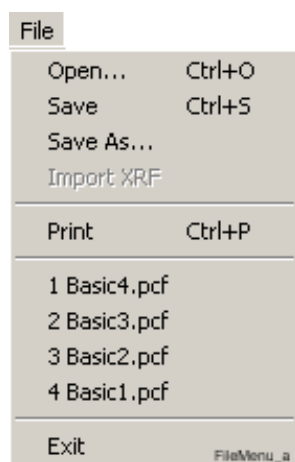 File
Open... Ctrl+O
Save Ctrl+S
Save As...
Import XRF
Print Ctrl+P
1 Basic4.pcf
2 Basic3.pcf
3 Basic2.pcf
4 Basic1.pcf
Exit
FileMenu_a